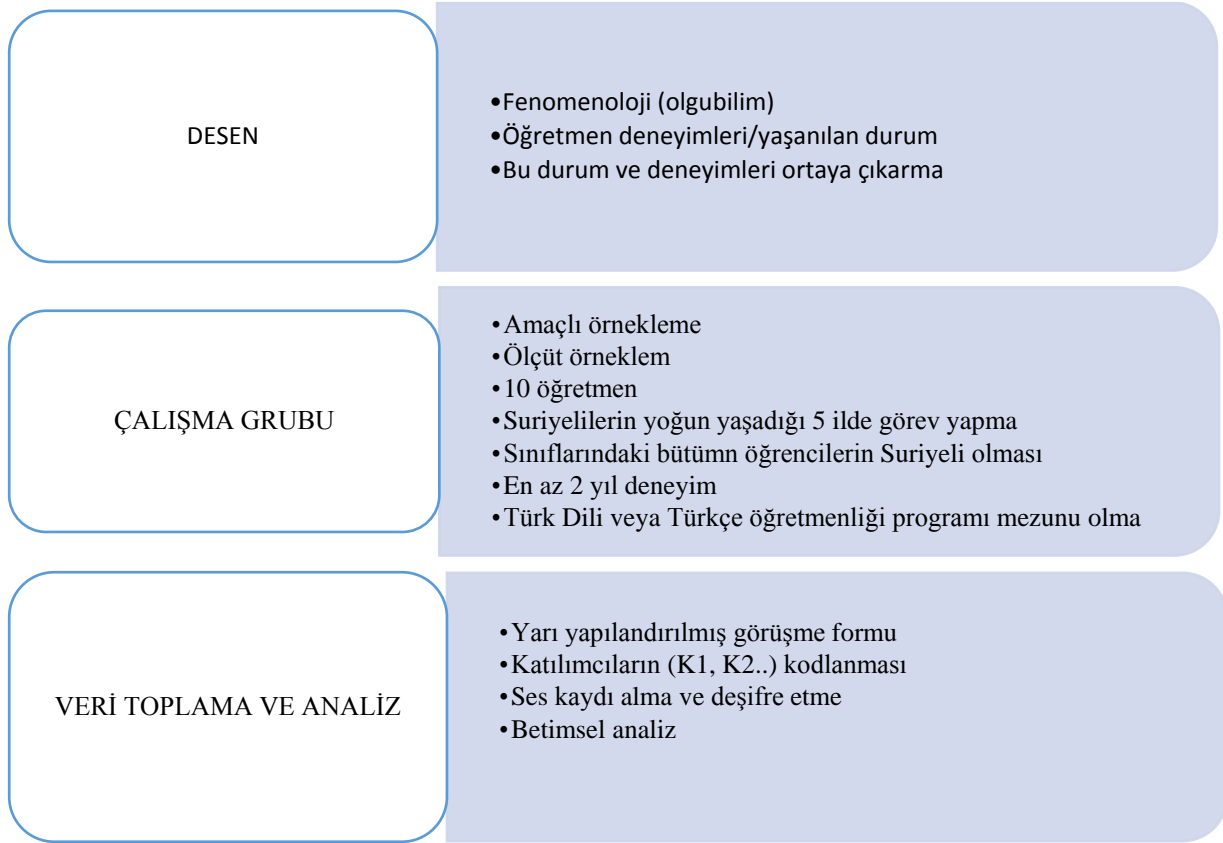 DESEN
•Fenomenoloji (olgubilim)
•Öğretmen deneyimleri/yaşanılan durum
•Bu durum ve deneyimleri ortaya çıkarma
ÇALIŞMA GRUBU
•Amaçlı örnekleme
•Ölçüt örneklem
•10 öğretmen
•Suriyelilerin yoğun yaşadığı 5 ilde görev yapma
•Sınıflarındaki bütümn öğrencilerin Suriyeli olması
•En az 2 yıl deneyim
•Türk Dili veya Türkçe öğretmenliği programı mezunu olma
VERİ TOPLAMA VE ANALİZ
•Yarı yapılandırılmış görüşme formu
•Katılımcıların (K1, K2..) kodlanması
•Ses kaydı alma ve deşifre etme
•Betimsel analiz